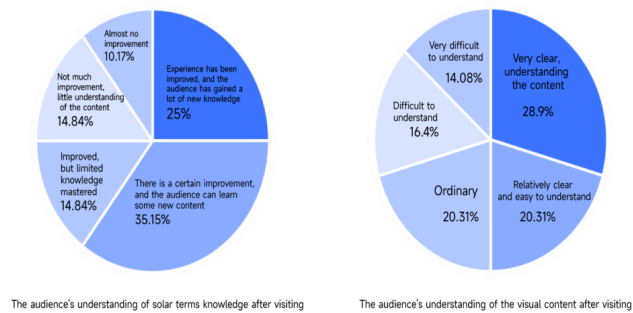 Almost no
improvement
10.17%
Experience has been
improved, and the
audience has gained a
lot of new knowledge
25%
Not much
improvement,
little understanding
of the content
14.84%
Improved,
but limited
knowledge
mastered
14.84%
There is a certain improvement,
and the audience can learn
some new content
35.15%
The audience's understanding of solar terms knowledge after visiting
Very difficult to
to understand
14.08%
Very clear,
understanding
the content
28.9%
Difficult to
understand
16.4%
Ordinary
20.31%
Relatively clear
and easy to understand
20.31%
The audience's understanding of the visual content after visiting